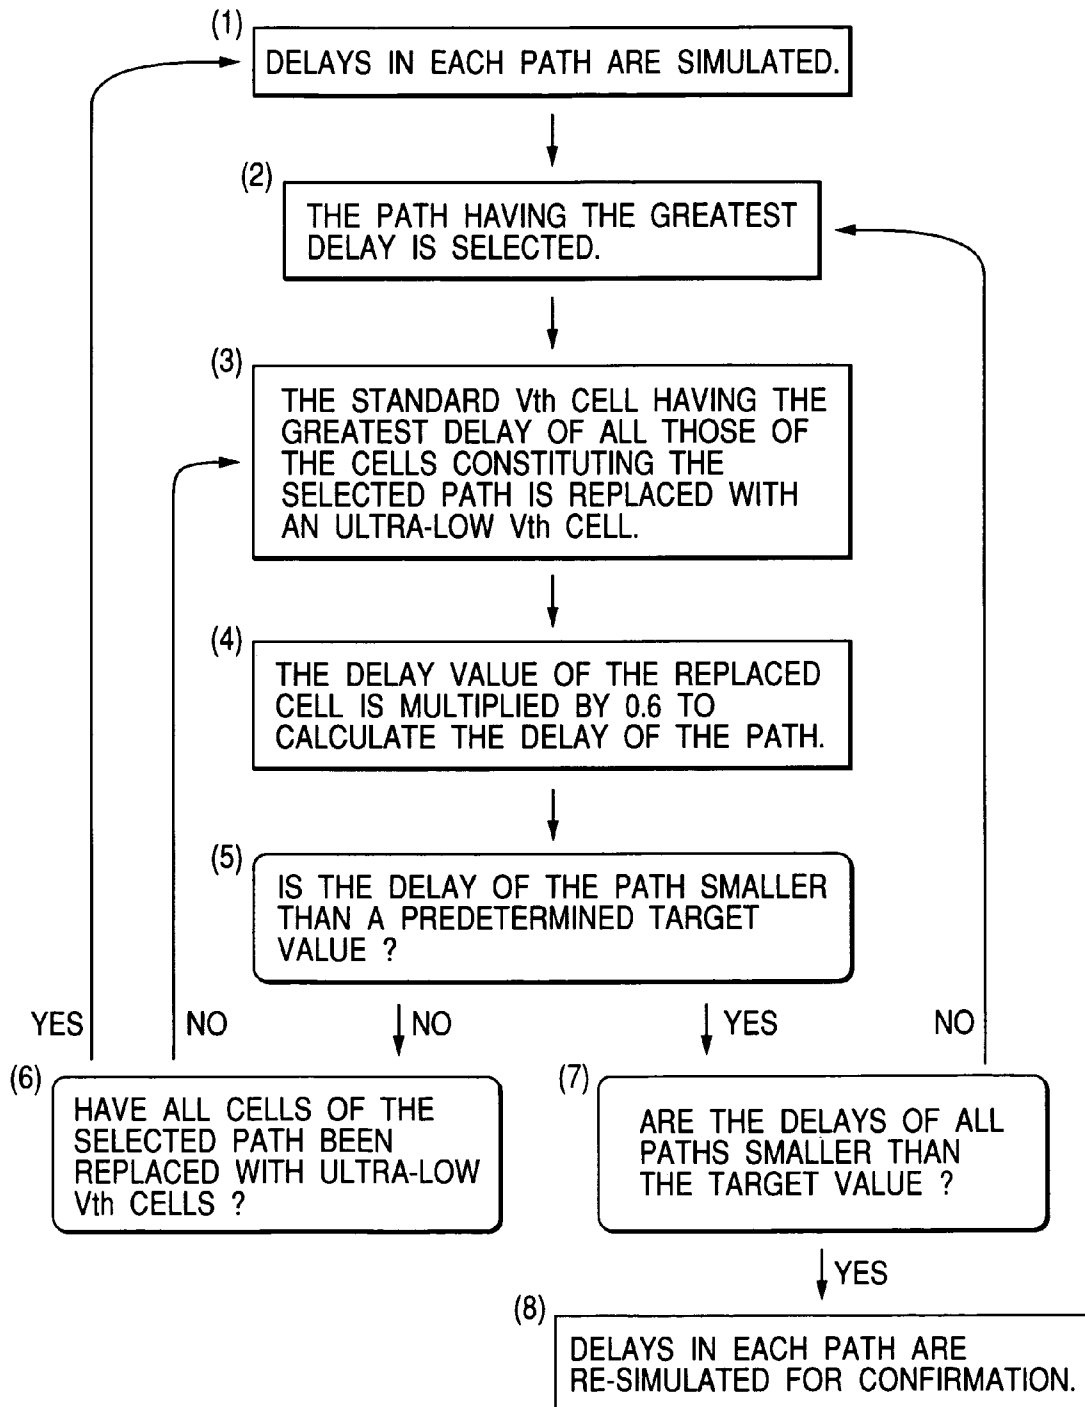 (1)
DELAYS IN EACH PATH ARE SIMULATED.
(2)
THE PATH HAVING THE GREATEST
DELAY IS SELECTED.
(3)
THE STANDARD Vth CELL HAVING THE
GREATEST DELAY OF ALL THOSE OF
THE CELLS CONSTITUTING THE
SELECTED PATH IS REPLACED WITH
AN ULTRA-LOW Vth CELL.
(4)
THE DELAY VALUE OF THE REPLACED
CELL IS MULTIPLIED BY 0.6 TO
CALCULATE THE DELAY OF THE PATH.
(5)
IS THE DELAY OF THE PATH SMALLER
THAN A PREDETERMINED TARGET
VALUE ?
YES
NO
NO
YES
NO
(6)
HAVE ALL CELLS OF THE
SELECTED PATH BEEN
REPLACED WITH ULTRA-LOW
Vth CELLS ?
(7)
ARE THE DELAYS OF ALL
PATHS SMALLER THAN
THE TARGET VALUE ?
YES
(8)
DELAYS IN EACH PATH ARE
RE-SIMULATED FOR CONFIRMATION.